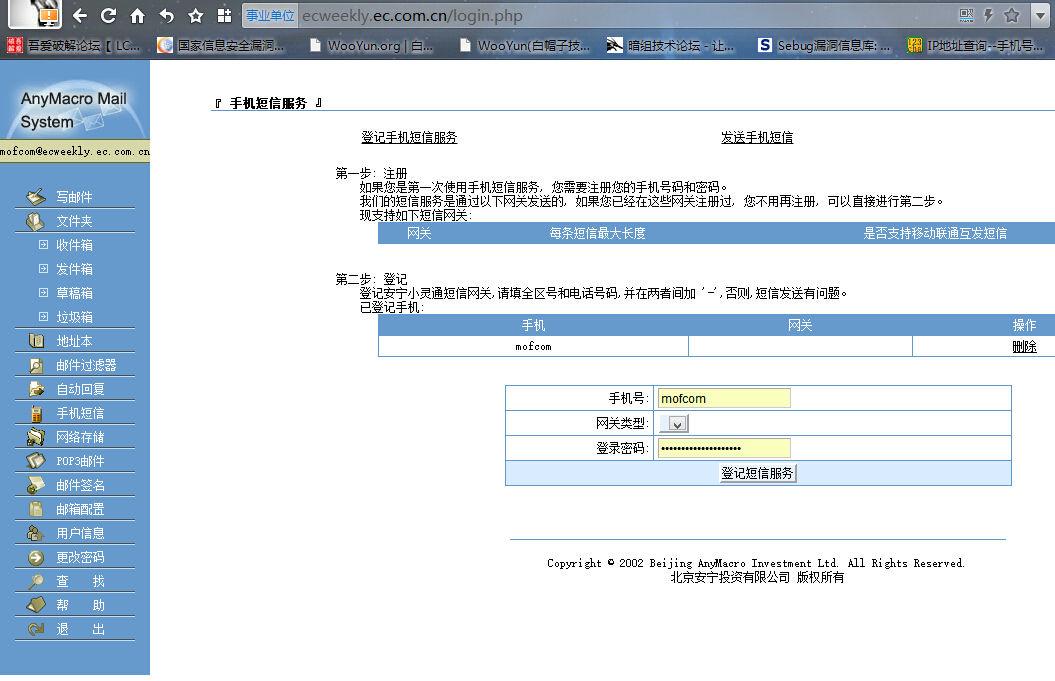 事业单位 ecweekly.ec.com.cn/login.php
吾爱破解论坛【 LC... 国家信息安全漏洞... WooYun.org | 白... WooYun(白帽子技... 暗组技术论坛 - 让... S Sebug漏洞信息库: ... IP地址查询--手机号...
AnyMacro Mail
System
mofcom@ecweekly.ec.com.cn
写邮件
文件夹
收件箱
发件箱
草稿箱
垃圾箱
地址本
邮件过滤器
自动回复
手机短信
网络存储
POP3邮件
邮件签名
邮箱配置
用户信息
更改密码
查 找
帮 助
退 出
『 手机短信服务 』
登记手机短信服务 发送手机短信
第一步: 注册
如果您是第一次使用手机短信服务, 您需要注册您的手机号码和密码。
我们的短信服务是通过以下网关发送的, 如果您已经在这些网关注册过, 您不用再注册, 可以直接进行第二步。
现支持如下短信网关:
网关 每条短信最大长度 是否支持移动联通互发短信
第二步: 登记
登记安宁小灵通短信网关,请填全区号和电话号码,并在两者间加 '-',否则,短信发送有问题。
已登记手机:
手机 网关 操作
mofcom 删除
手机号: mofcom
网关类型:
登录密码: ••••••••••••••••••••
登记短信服务
Copyright © 2002 Beijing AnyMacro Investment Ltd. All Rights Reserved.
北京安宁投资有限公司 版权所有